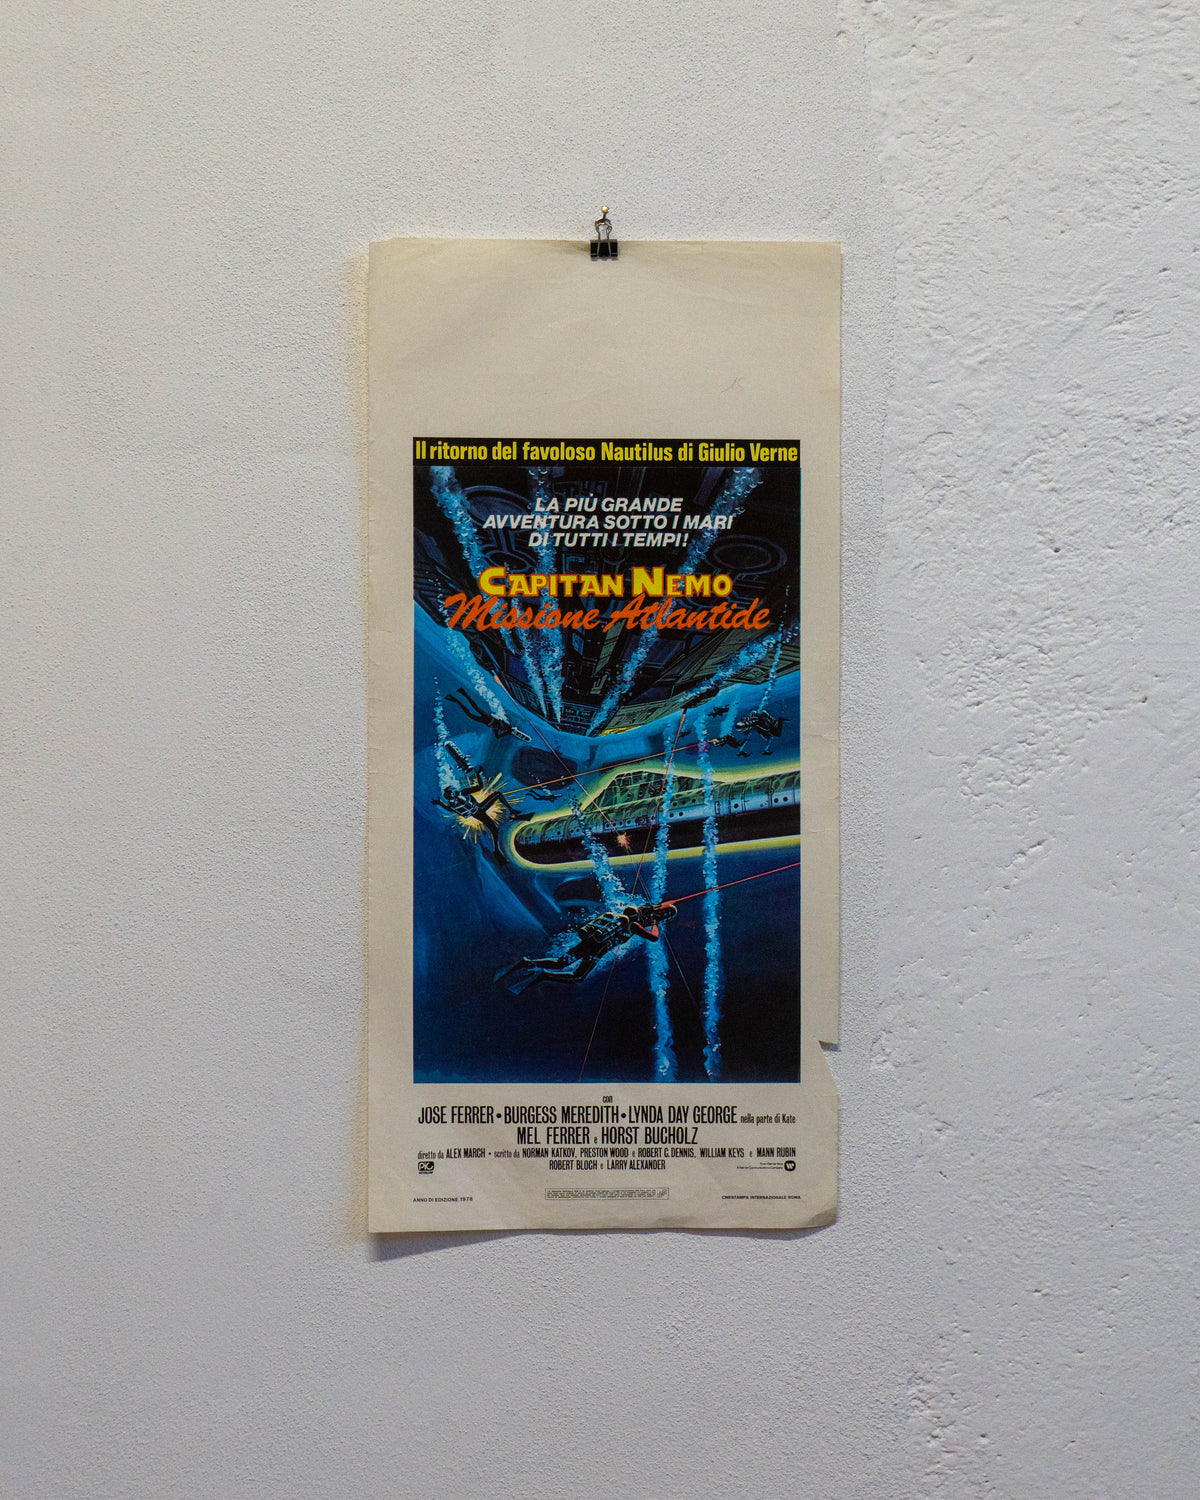 Il ritorno del favoloso Nautilus di Giulio Verne
LA PIÙ GRANDE
AVVENTURA SOTTO I MARI
DI TUTTI I TEMPI!
CAPITAN NEMO
Missione Atlantide
con
JOSE FERRER • BURGESS MEREDITH • LYNDA DAY GEORGE nella parte di Kate
MEL FERRER e HORST BUCHOLZ
diretto da ALEX MARCH • scritto da NORMAN KATKOV, PRESTON WOOD e ROBERT C. DENNIS, WILLIAM KEYS e MANN RUBIN
ROBERT BLOCH e LARRY ALEXANDER
PIC
ANNO DI EDIZIONE 1978
CINESTAMPA INTERNAZIONALE ROMA